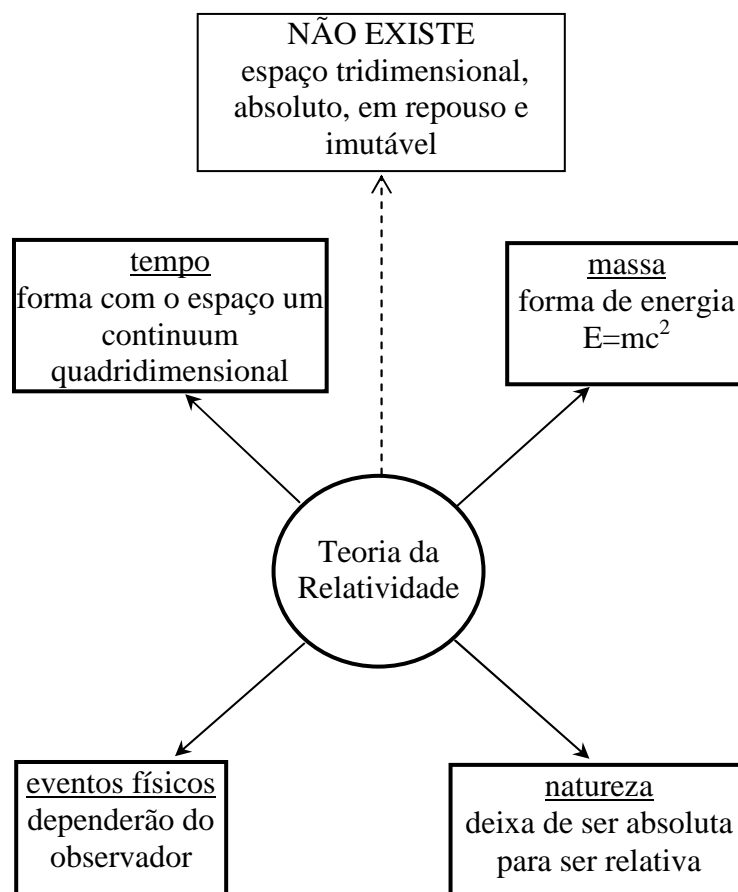 NÃO EXISTE
espaço tridimensional,
absoluto, em repouso e
imutável
tempo
forma com o espaço um
continuum
quadridimensional
massa
forma de energia
E=mc²
Teoria da
Relatividade
eventos físicos
dependerão do
observador
natureza
deixa de ser absoluta
para ser relativa